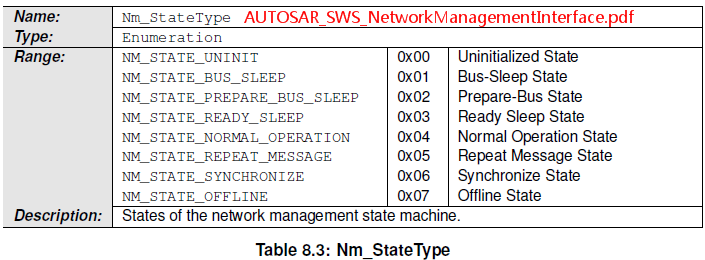 Name: Nm_StateType AUTOSAR_SWS_NetworkManagementInterface.pdf
Type: Enumeration
Range: NM_STATE_UNINIT 0x00 Uninitialized State
NM_STATE_BUS_SLEEP 0x01 Bus-Sleep State
NM_STATE_PREPARE_BUS_SLEEP 0x02 Prepare-Bus State
NM_STATE_READY_SLEEP 0x03 Ready Sleep State
NM_STATE_NORMAL_OPERATION 0x04 Normal Operation State
NM_STATE_REPEAT_MESSAGE 0x05 Repeat Message State
NM_STATE_SYNCHRONIZE 0x06 Synchronize State
NM_STATE_OFFLINE 0x07 Offline State
Description: States of the network management state machine.
Table 8.3: Nm_StateType